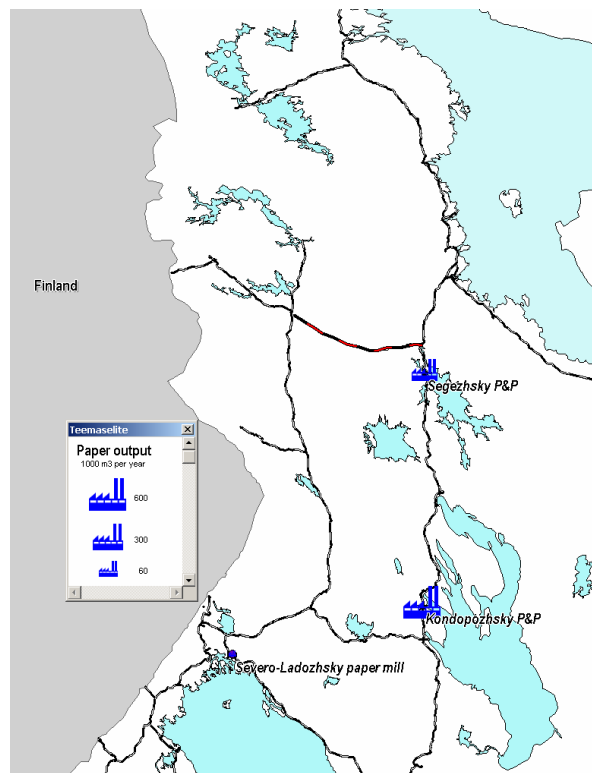 Finland
Segezhsky P&P
Teemaselite
Paper output
1000 m3 per year
600
300
60
Kondopozhsky P&P
Severo-Ladozhsky paper mill